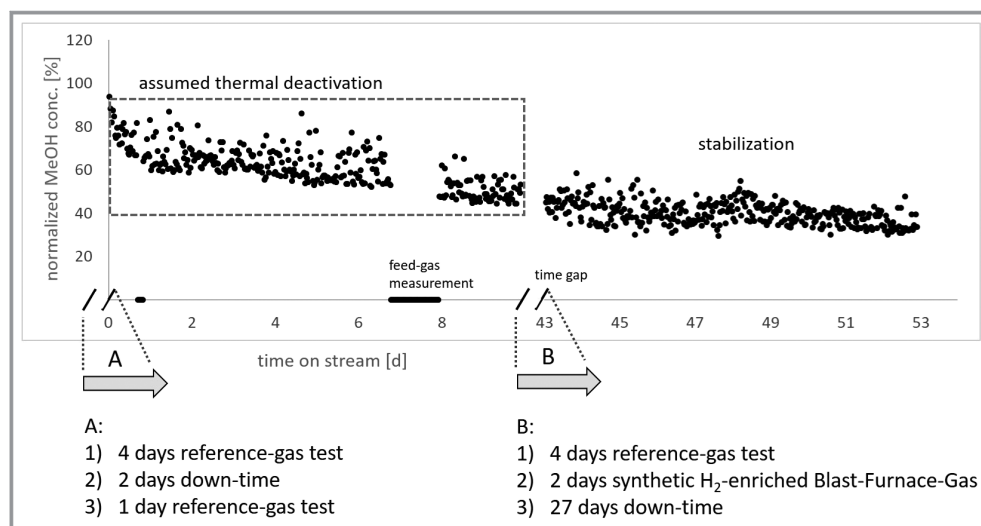 120
100
80
60
40
20
normalized MeOH conc. [%]
assumed thermal deactivation
stabilization
feed-gas
measurement
time gap
0 2 4 6 8 43 45 47 49 51 53
A
time on stream [d]
B
A:
1) 4 days reference-gas test
2) 2 days down-time
3) 1 day reference-gas test
B:
1) 4 days reference-gas test
2) 2 days synthetic H₂-enriched Blast-Furnace-Gas
3) 27 days down-time